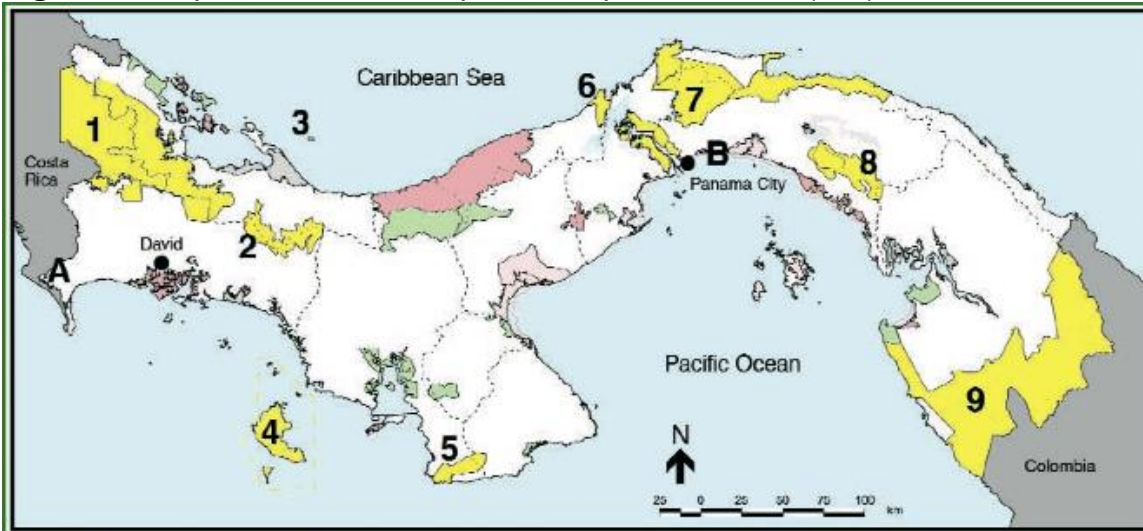 Caribbean Sea
1
2
3
4
5
6
7
8
9
A
B
Costa
Rica
David
Panama City
Pacific Ocean
Colombia
N
25 0 25 50 75 100
km